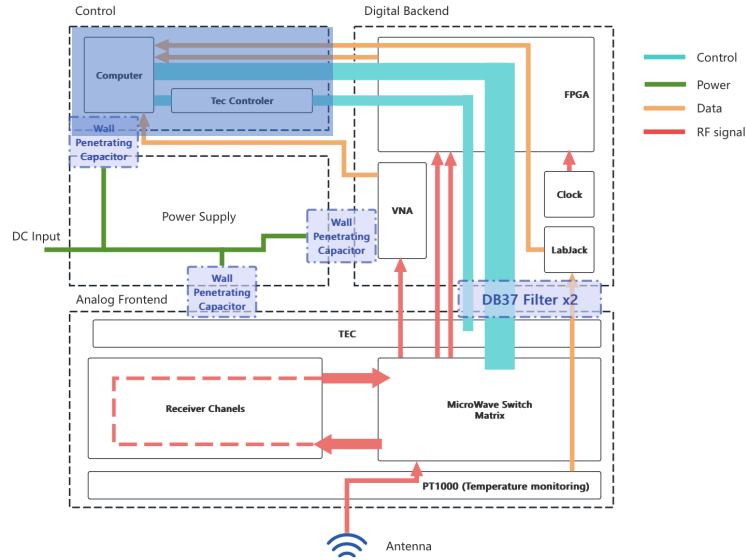 Control
Digital Backend
Computer
Tec Controler
FPGA
Control
Power
Data
RF signal
Wall
Penetrating
Capacitor
VNA
Clock
LabJack
Power Supply
DC Input
Wall
Penetrating
Capacitor
Wall
Penetrating
Capacitor
DB37 Filter x2
Analog Frontend
TEC
Receiver Chanels
MicroWave Switch
Matrix
PT1000 (Temperature monitoring)
Antenna